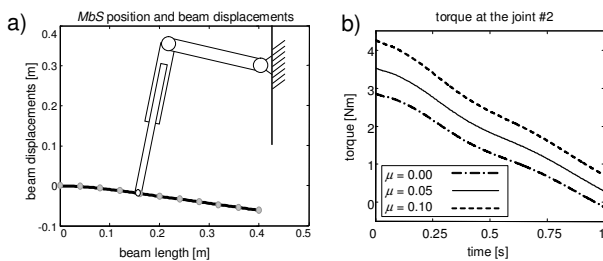 a)
MbS position and beam displacements
beam displacements [m]
0.4
0.3
0.2
0.1
0
-0.1
0
0.1
0.2
0.3
0.4
0.5
beam length [m]
b)
torque at the joint #2
torque [Nm]
4
3
2
1
0
μ = 0.00
μ = 0.05
μ = 0.10
0
0.25
0.5
0.75
1
time [s]